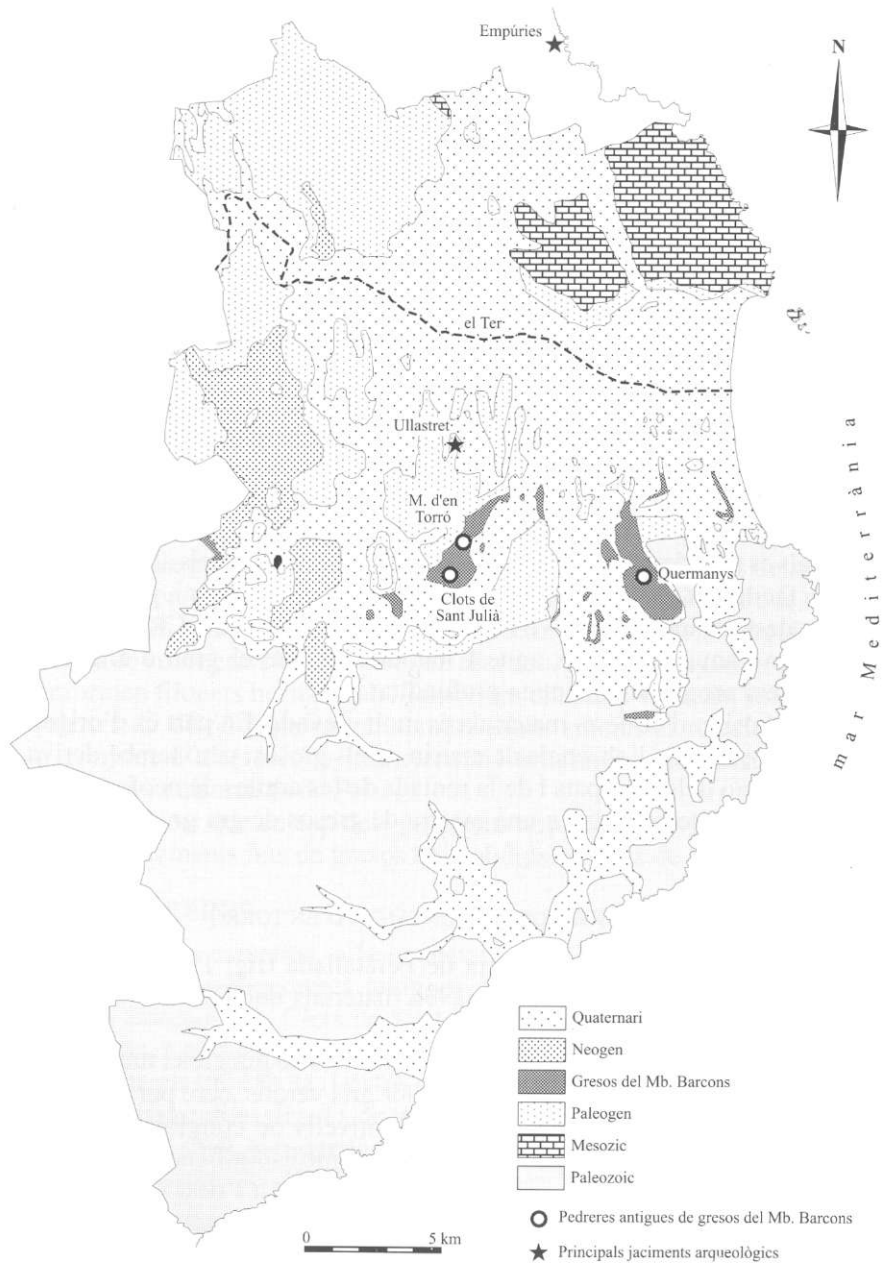 Empúries
N
el Ter
Ullastret
M. d'en
Torró
Quermanys
Clots de
Sant Julià
mar Mediterrània
Quaternari
Neogen
Gresos del Mb. Barcons
Paleogen
Mesozic
Paleozoic
Pedreres antigues de gresos del Mb. Barcons
0 5 km
Principals jaciments arqueològics